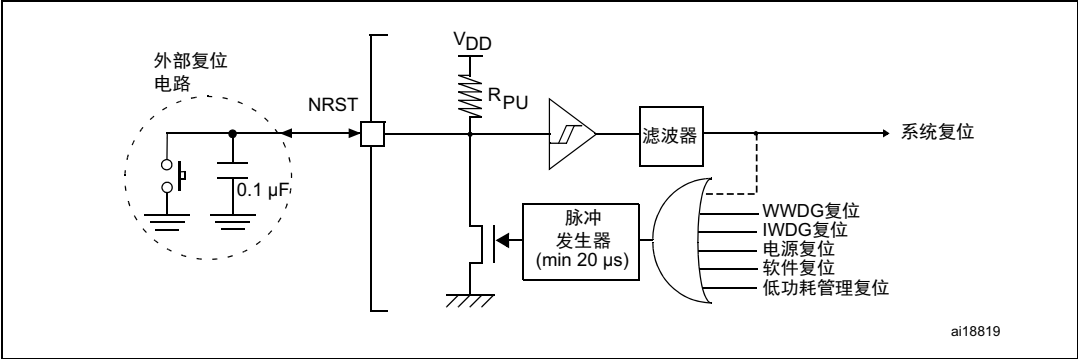 外部复位
电路
NRST
VDD
RPU
0.1 µF
滤波器
系统复位
脉冲
发生器
(min 20 µs)
WWDG复位
IWDG复位
电源复位
软件复位
低功耗管理复位
ai18819